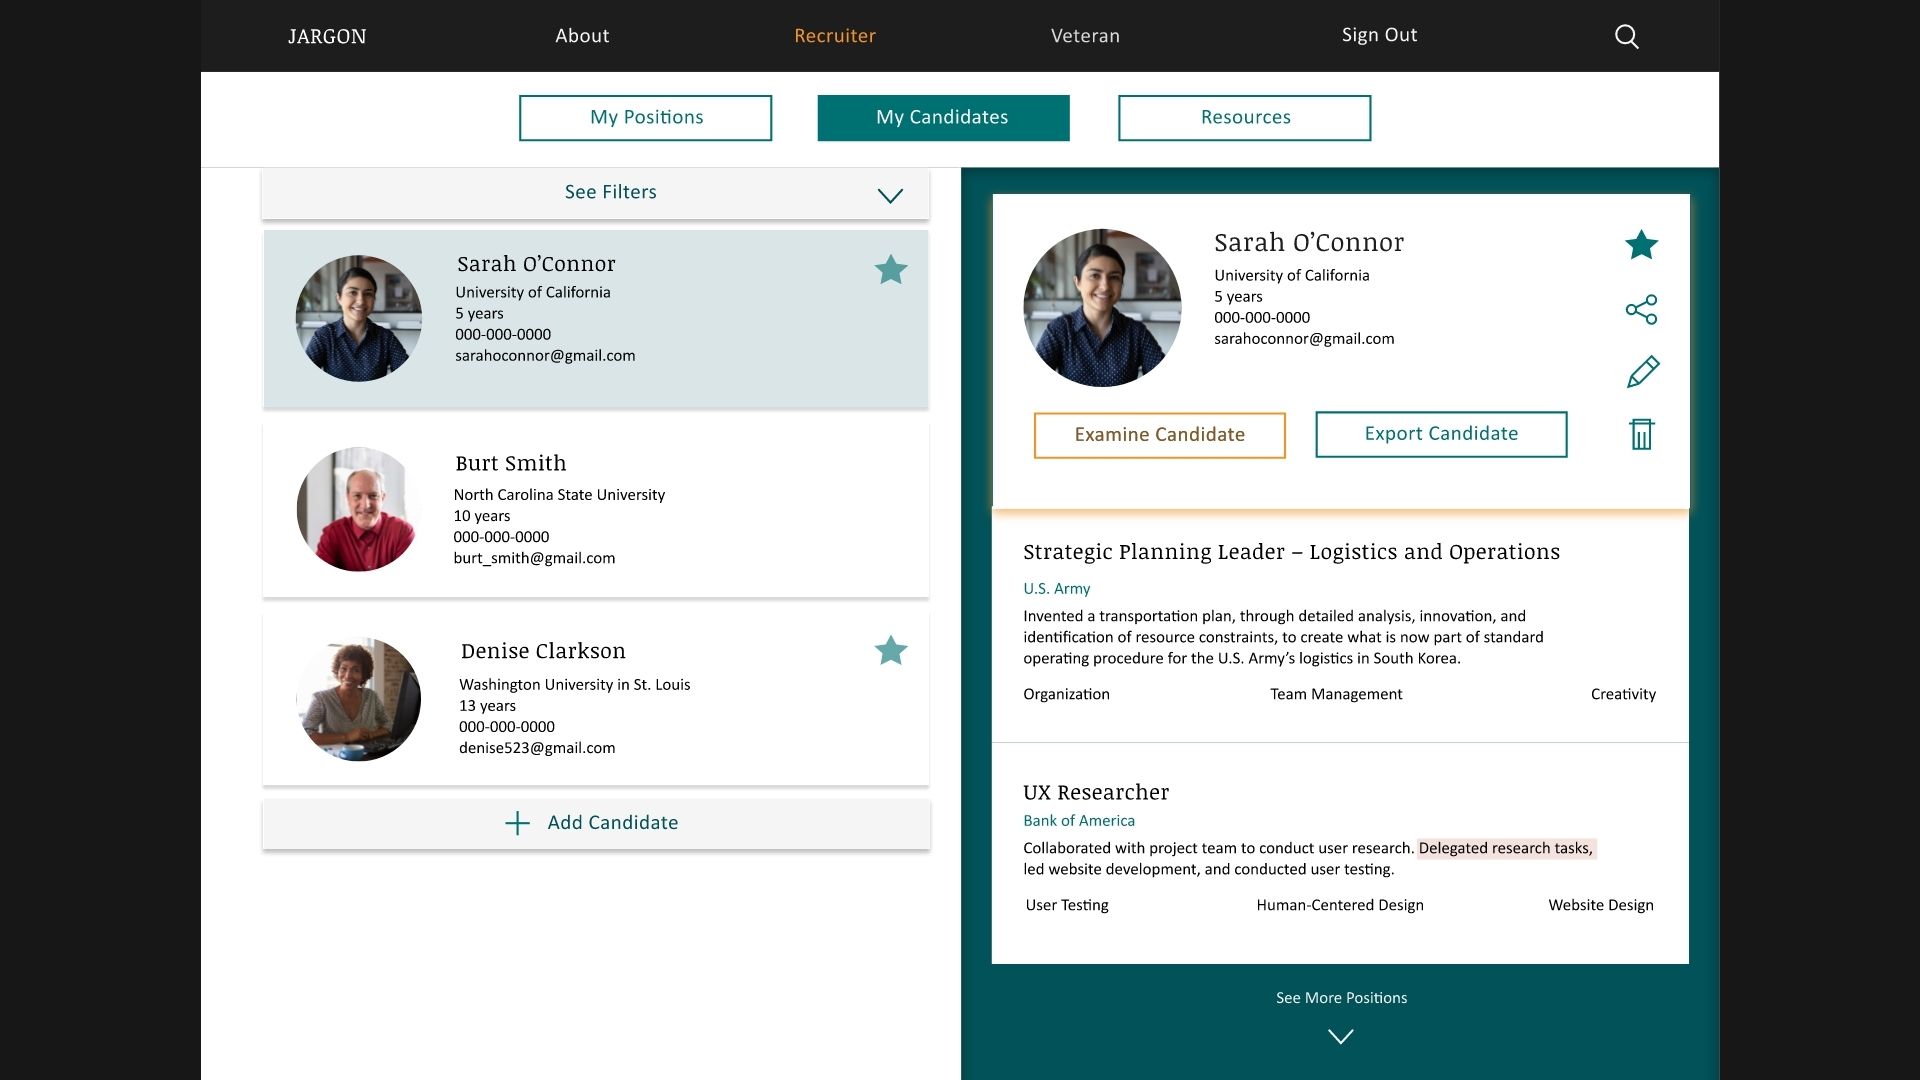 JARGON
About
Recruiter
Veteran
Sign Out
My Positions
My Candidates
Resources
See Filters
Sarah O’Connor
University of California
5 years
000-000-0000
sarahoconnor@gmail.com
Burt Smith
North Carolina State University
10 years
000-000-0000
burt_smith@gmail.com
Denise Clarkson
Washington University in St. Louis
13 years
000-000-0000
denise523@gmail.com
Add Candidate
Sarah O’Connor
University of California
5 years
000-000-0000
sarahoconnor@gmail.com
Examine Candidate
Export Candidate
Strategic Planning Leader – Logistics and Operations
U.S. Army
Invented a transportation plan, through detailed analysis, innovation, and
identification of resource constraints, to create what is now part of standard
operating procedure for the U.S. Army’s logistics in South Korea.
Organization
Team Management
Creativity
UX Researcher
Bank of America
Collaborated with project team to conduct user research. Delegated research tasks,
led website development, and conducted user testing.
User Testing
Human-Centered Design
Website Design
See More Positions